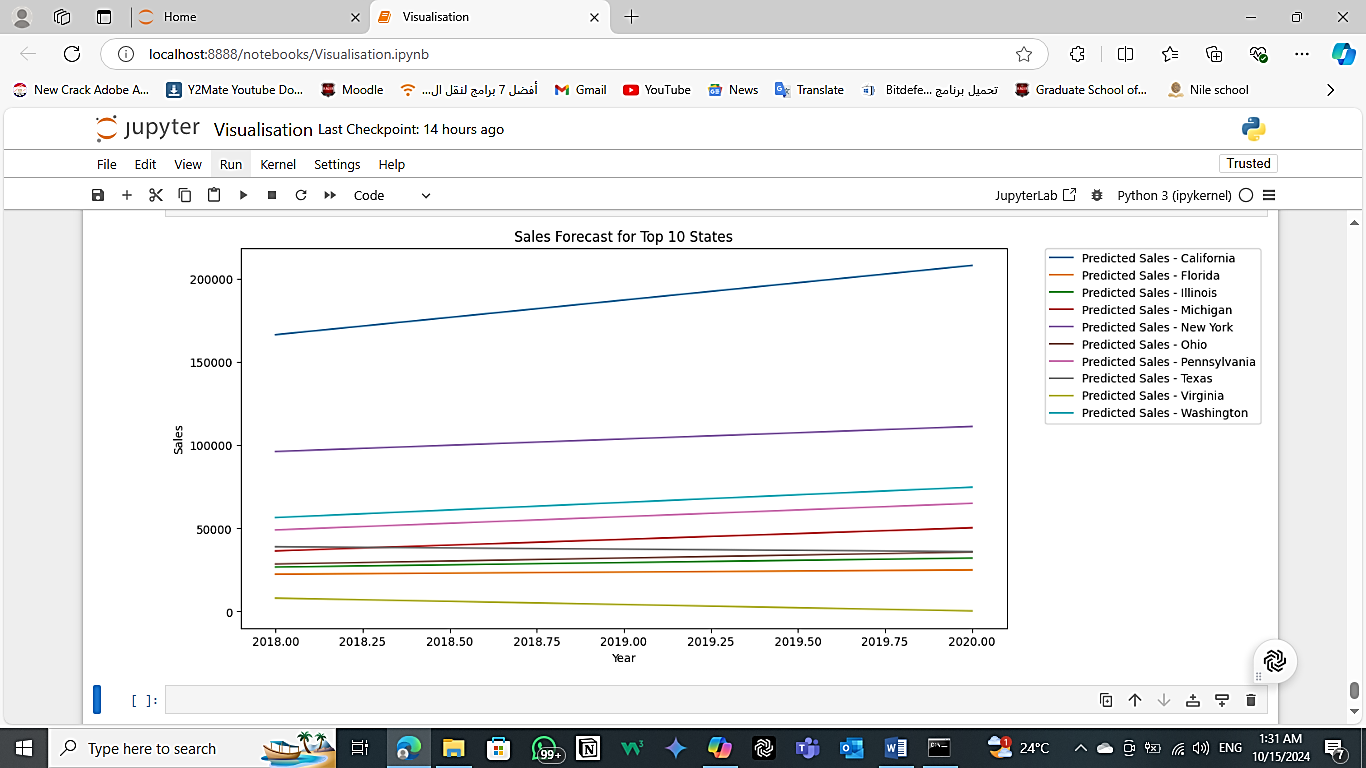 Home
Visualisation
localhost:8888/notebooks/Visualisation.ipynb
New Crack Adobe A...
Y2Mate Youtube Do...
Moodle
أفضل 7 برامج لنقل ال...
Gmail
YouTube
News
Translate
تحميل برنامج Bitdefe...
Graduate School of...
Nile school
jupyter Visualisation Last Checkpoint: 14 hours ago
File Edit View Run Kernel Settings Help
Trusted
Code
JupyterLab
Python 3 (ipykernel)
Sales Forecast for Top 10 States
200000
150000
100000
50000
0
Sales
2018.00 2018.25 2018.50 2018.75 2019.00 2019.25 2019.50 2019.75 2020.00
Year
Predicted Sales - California
Predicted Sales - Florida
Predicted Sales - Illinois
Predicted Sales - Michigan
Predicted Sales - New York
Predicted Sales - Ohio
Predicted Sales - Pennsylvania
Predicted Sales - Texas
Predicted Sales - Virginia
Predicted Sales - Washington
[ ]:
Type here to search
99+
1
24°C
ENG
1:31 AM
10/15/2024
7